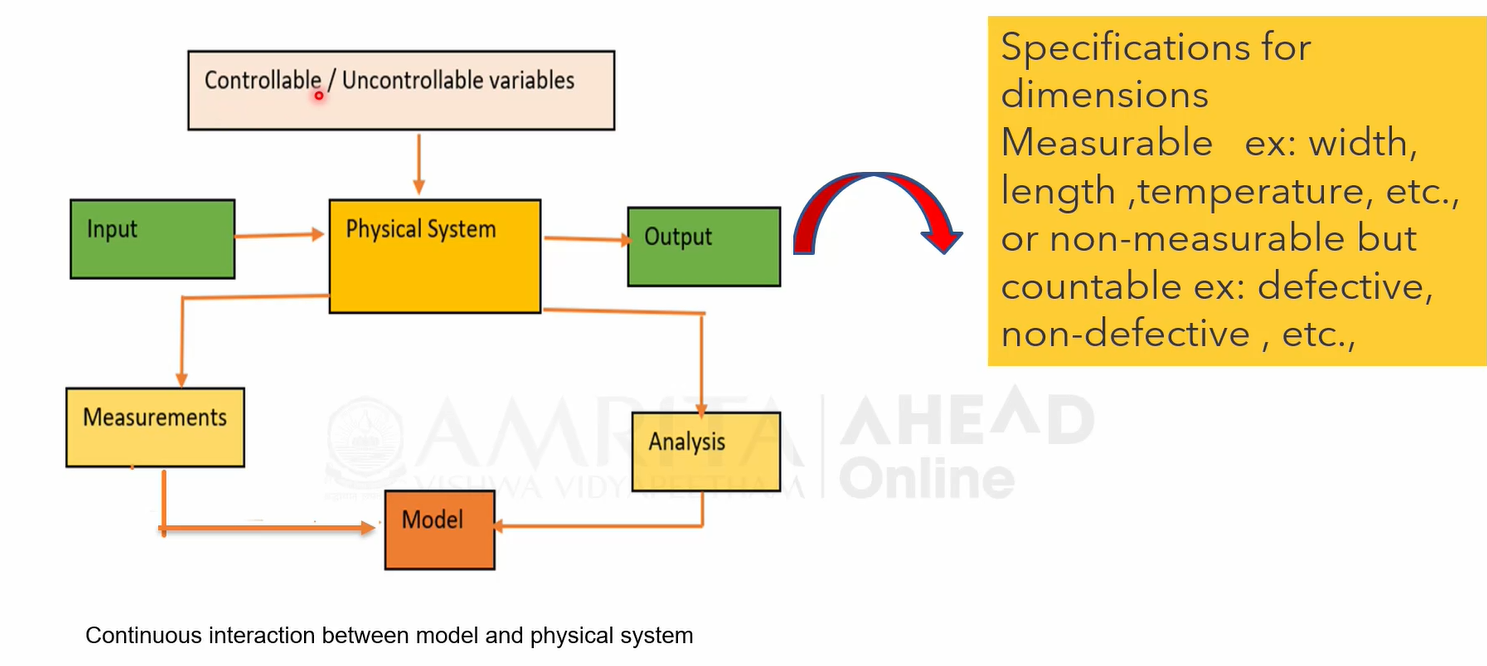 Controllable / Uncontrollable variables
Input
Physical System
Output
Measurements
Analysis
Model
Continuous interaction between model and physical system
Specifications for
dimensions
Measurable ex: width,
length ,temperature, etc.,
or non-measurable but
countable ex: defective,
non-defective , etc.,
AMRITA
VISHWA VIDYAPEETHAM
AHEAD
Online